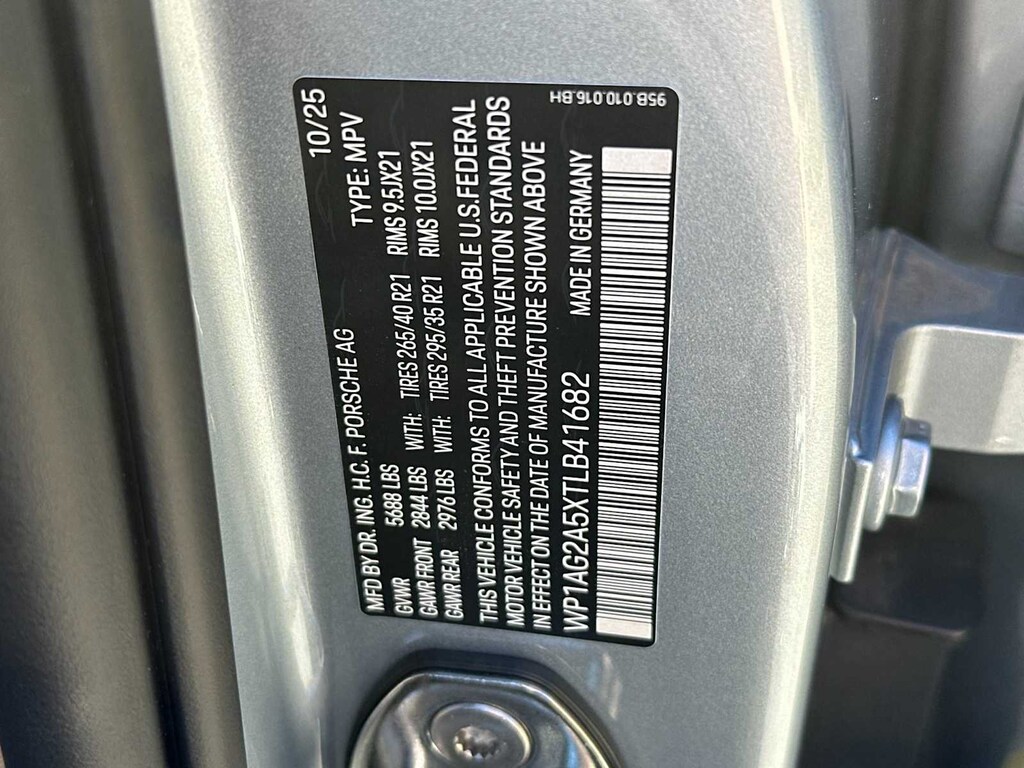 10/25
MFD BY DR. ING. H.C. F. PORSCHE AG TYPE: MPV
GVWR 5688 LBS
GAWR FRONT 2844 LBS WITH: TIRES 265/40 R21 RIMS 9.5JX21
GAWR REAR 2976 LBS WITH: TIRES 295/35 R21 RIMS 10.0JX21
THIS VEHICLE CONFORMS TO ALL APPLICABLE U.S.FEDERAL
MOTOR VEHICLE SAFETY AND THEFT PREVENTION STANDARDS
IN EFFECT ON THE DATE OF MANUFACTURE SHOWN ABOVE
WP1AG2A5XTLB41682 MADE IN GERMANY
95B.010.016.BH